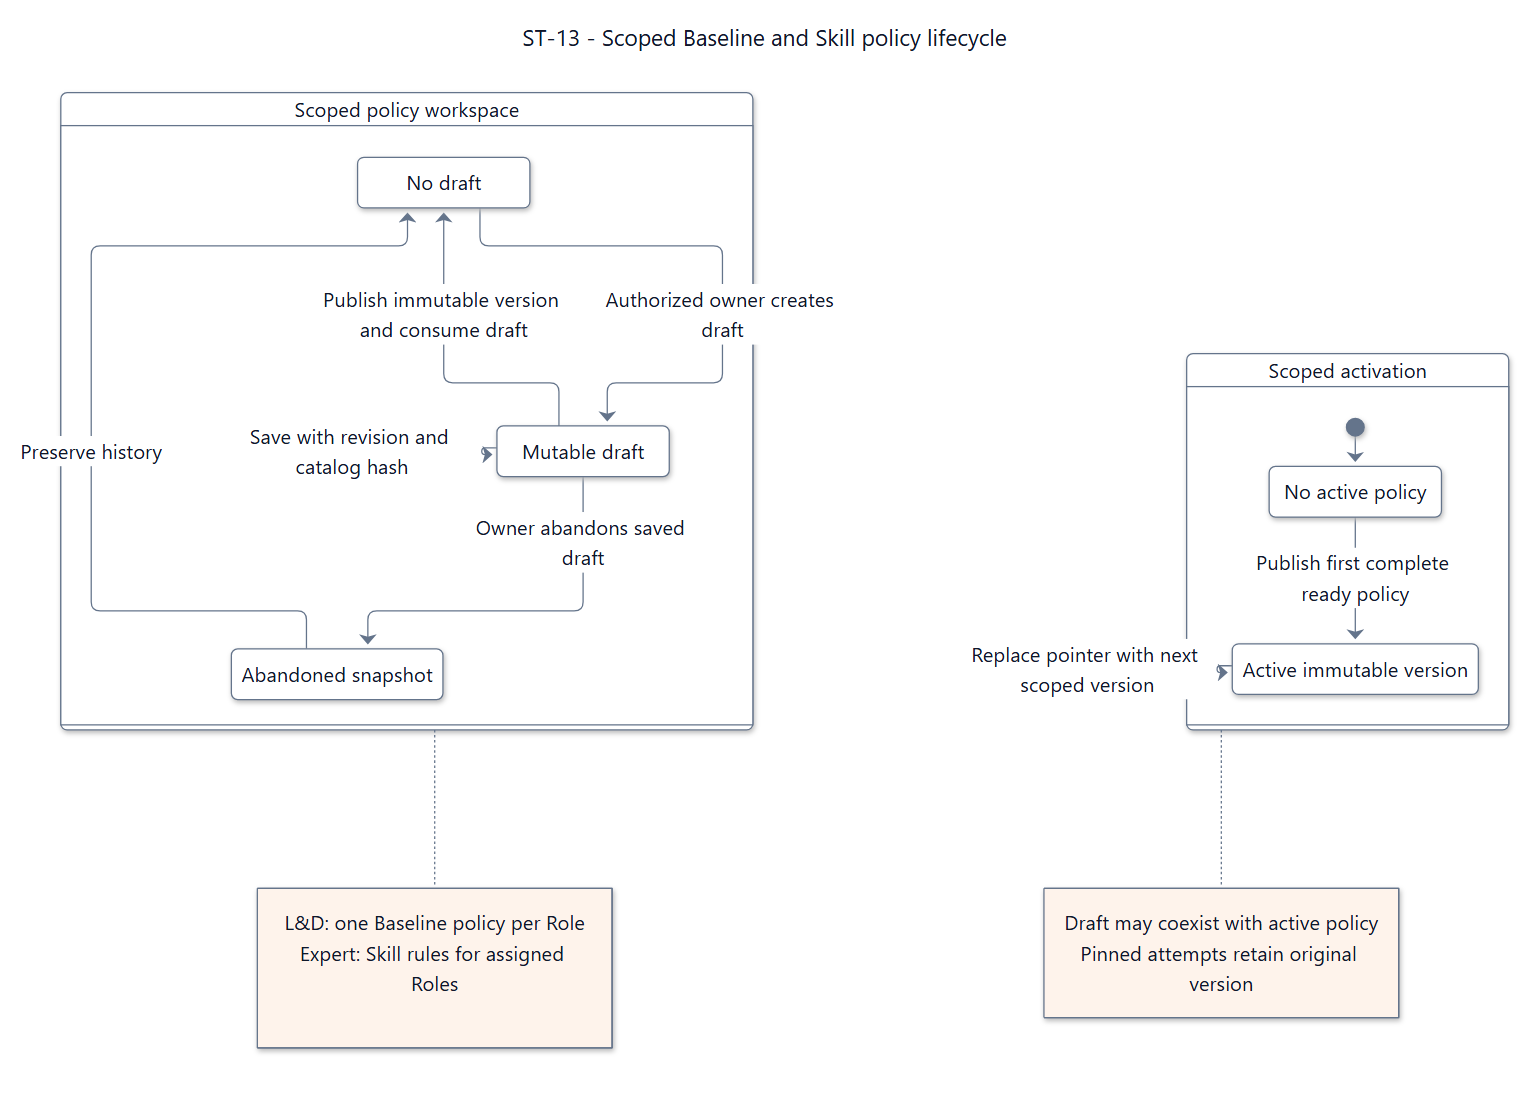 ST-13 - Scoped Baseline and Skill policy lifecycle
Scoped policy workspace
No draft
Publish immutable version
and consume draft
Authorized owner creates
draft
Save with revision and
catalog hash
Mutable draft
Preserve history
Owner abandons saved
draft
Abandoned snapshot
L&D: one Baseline policy per Role
Expert: Skill rules for assigned
Roles
Scoped activation
No active policy
Publish first complete
ready policy
Replace pointer with next
scoped version
Active immutable version
Draft may coexist with active policy
Pinned attempts retain original
version